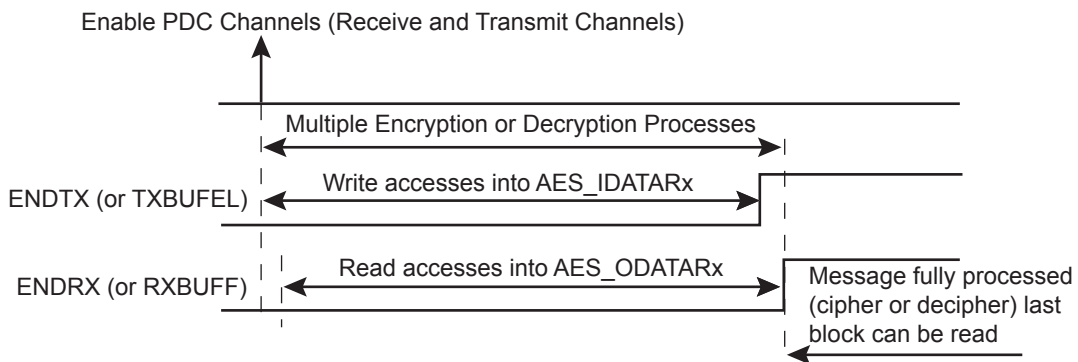 Enable PDC Channels (Receive and Transmit Channels)
Multiple Encryption or Decryption Processes
Write accesses into AES_IDATARx
ENDTX (or TXBUFEL)
Read accesses into AES_ODATARx
ENDRX (or RXBUFF)
Message fully processed
(cipher or decipher) last
block can be read